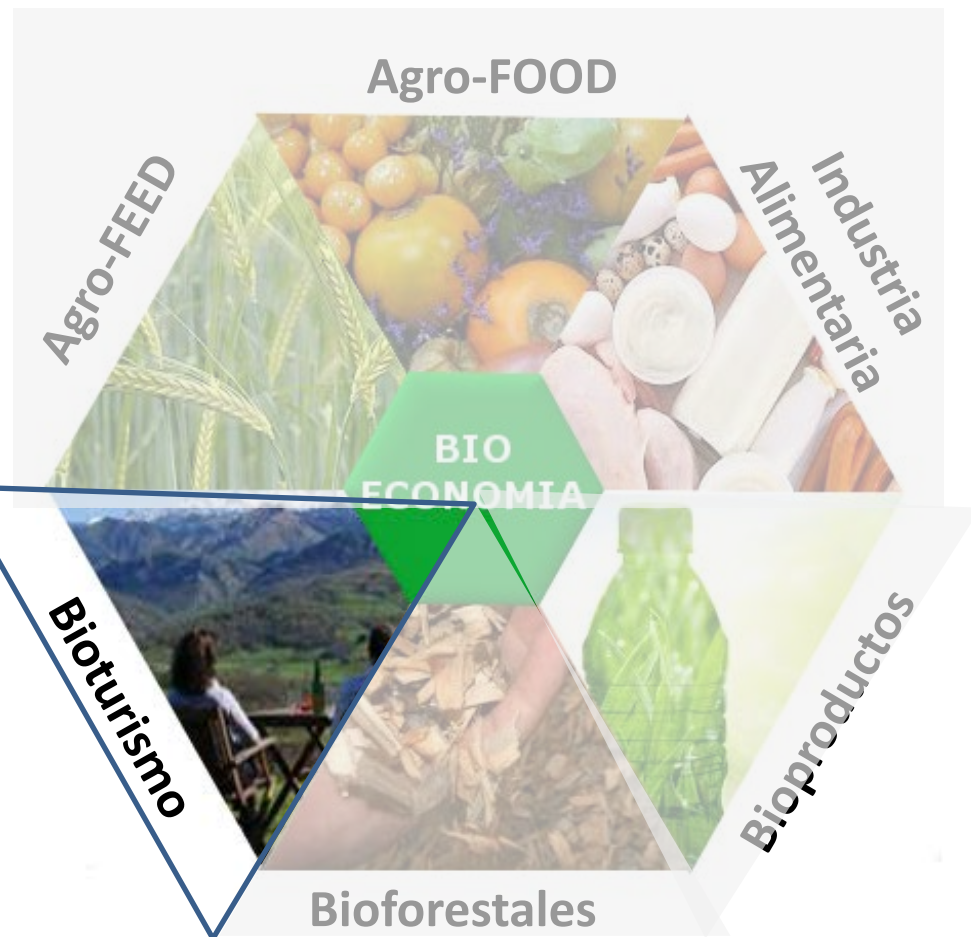 Agro-FOOD
Agro-FEED
Industria
Alimentaria
BIO
ECONOMIA
Bioturismo
Bioproductos
Bioforestales